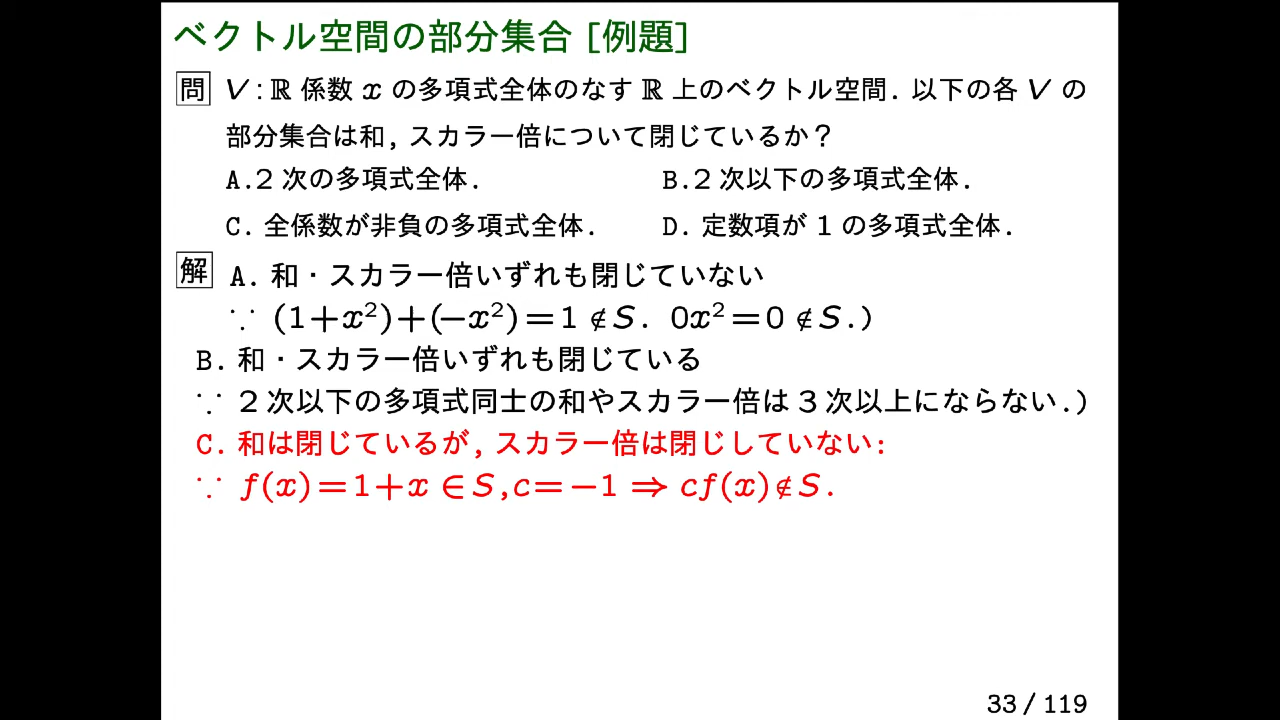 ベクトル空間の部分集合 [例題]
問 V : ℝ 係数 x の多項式全体のなす ℝ 上のベクトル空間. 以下の各 V の
部分集合は和, スカラー倍について閉じているか？
A.2 次の多項式全体. B.2 次以下の多項式全体.
C. 全係数が非負の多項式全体. D. 定数項が 1 の多項式全体.
解 A. 和・スカラー倍いずれも閉じていない
∵ (1+x²)+(−x²)=1 ∉S. 0x²=0 ∉S.)
B. 和・スカラー倍いずれも閉じている
∵ 2 次以下の多項式同士の和やスカラー倍は 3 次以上にならない.)
C. 和は閉じているが, スカラー倍は閉じしていない:
∵ f(x)=1+x ∈S,c=−1 ⇒ cf(x)∉S.
33 / 119